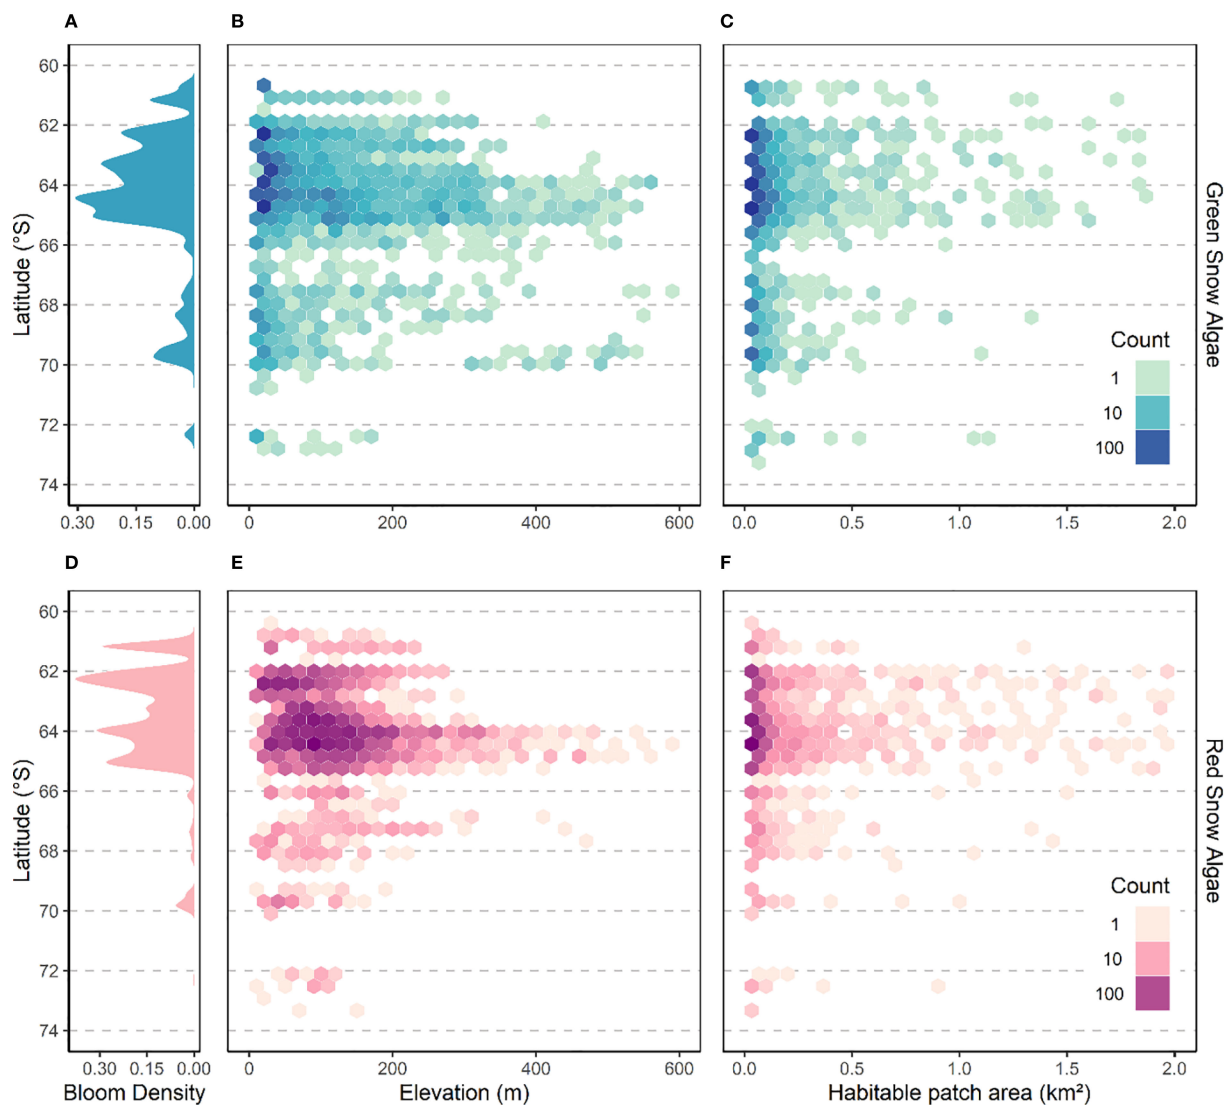 A
B
C
60
62
64
66
68
70
72
74
Latitude (°S)
0.30 0.15 0.00
0 200 400 600
0.0 0.5 1.0 1.5 2.0
Count
1
10
100
Green Snow Algae
D
E
F
60
62
64
66
68
70
72
74
Latitude (°S)
0.30 0.15 0.00
Bloom Density
0 200 400 600
Elevation (m)
0.0 0.5 1.0 1.5 2.0
Habitable patch area (km²)
Count
1
10
100
Red Snow Algae